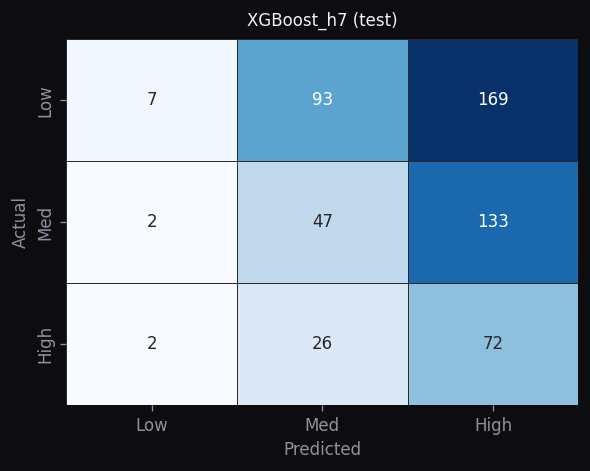 XGBoost_h7 (test)
Actual
Low 7 93 169
Med 2 47 133
High 2 26 72
Low Med High
Predicted